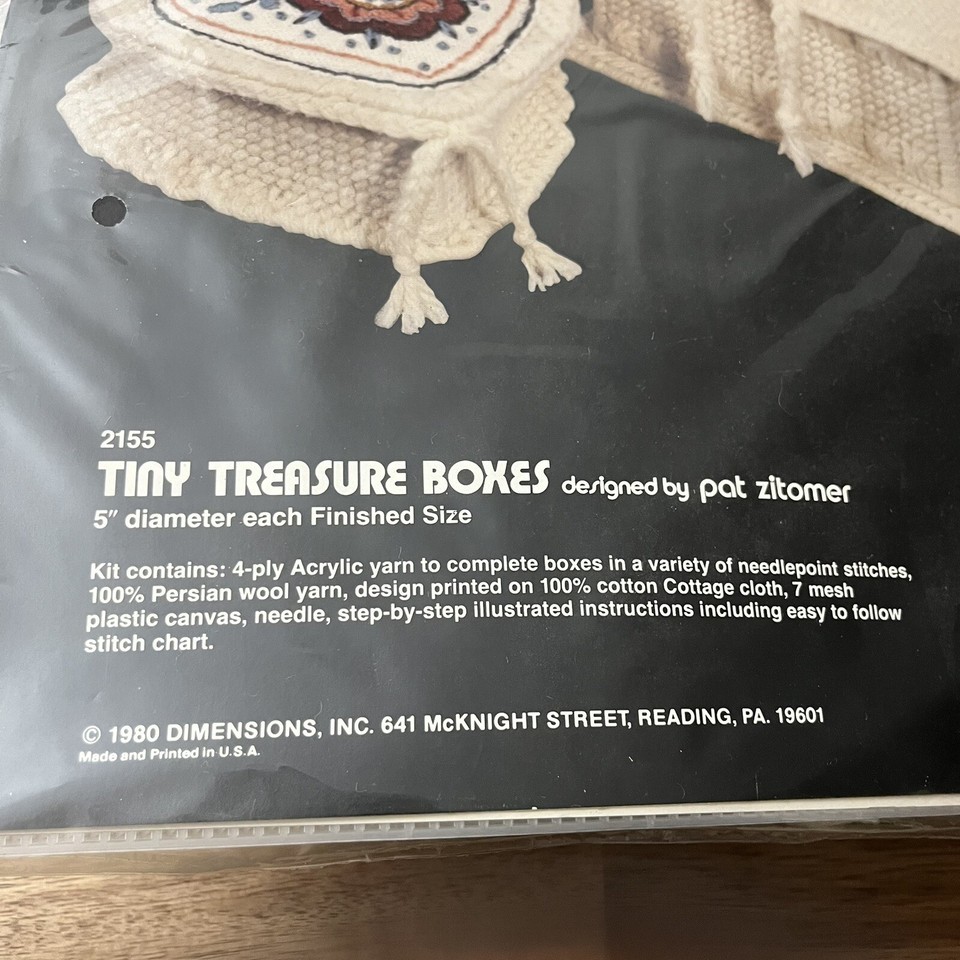 2155
TINY TREASURE BOXES designed by pat zitomer
5" diameter each Finished Size
Kit contains: 4-ply Acrylic yarn to complete boxes in a variety of needlepoint stitches,
100% Persian wool yarn, design printed on 100% cotton Cottage cloth, 7 mesh
plastic canvas, needle, step-by-step illustrated instructions including easy to follow
stitch chart.
© 1980 DIMENSIONS, INC. 641 McKNIGHT STREET, READING, PA. 19601
Made and Printed in U.S.A.